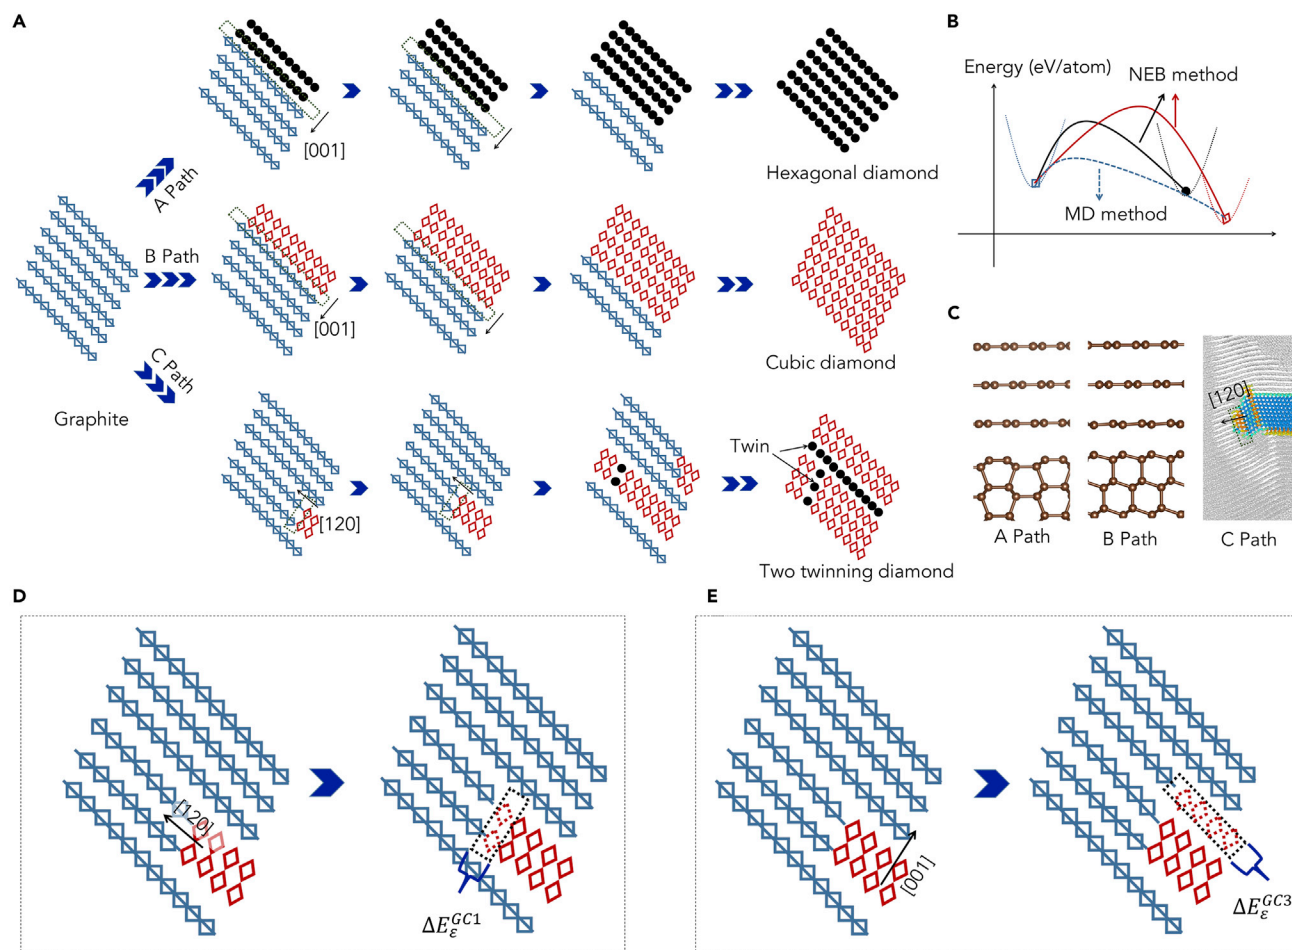 A
B
Energy (eV/atom)
NEB method
[001]
Hexagonal diamond
MD method
A Path
B Path
[001]
Cubic diamond
C
[120]
C Path
Graphite
Twin
[120]
Two twinning diamond
A Path
B Path
C Path
D
E
[120]
[001]
ΔE_ε^{GC1}
ΔE_ε^{GC3}